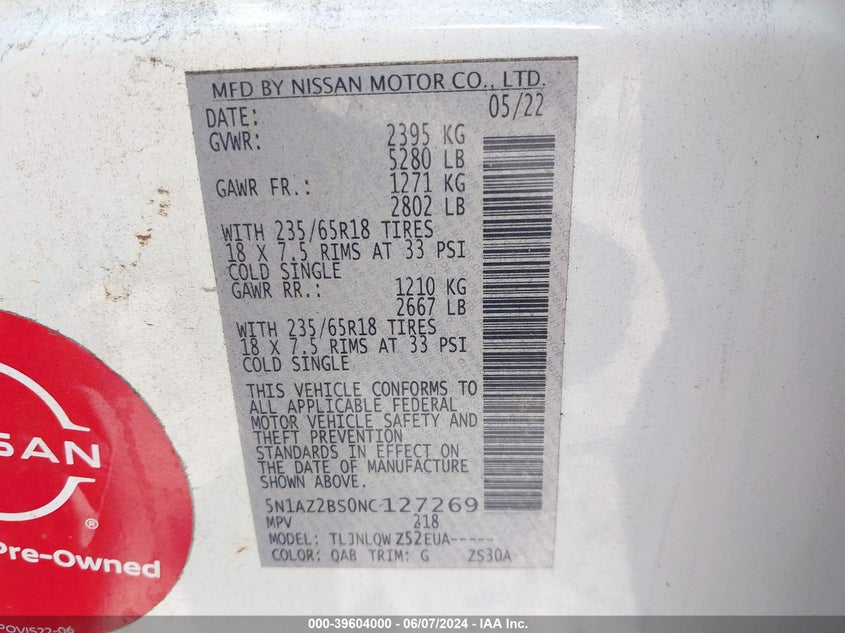 MFD BY NISSAN MOTOR CO., LTD.
DATE: 05/22
GVWR: 2395 KG
5280 LB
GAWR FR.: 1271 KG
2802 LB
WITH 235/65R18 TIRES
18 X 7.5 RIMS AT 33 PSI
COLD SINGLE
GAWR RR.: 1210 KG
2667 LB
WITH 235/65R18 TIRES
18 X 7.5 RIMS AT 33 PSI
COLD SINGLE
THIS VEHICLE CONFORMS TO
ALL APPLICABLE FEDERAL
MOTOR VEHICLE SAFETY AND
THEFT PREVENTION
STANDARDS IN EFFECT ON
THE DATE OF MANUFACTURE
SHOWN ABOVE.
5N1AZ2BS0NC127269
MPV 218
MODEL: TLJNLQW Z52EUA-----
COLOR: QAB TRIM: G ZS30A
SSAN
®
Pre-Owned
POVIS22-06
000-39604000 - 06/07/2024 - IAA Inc.